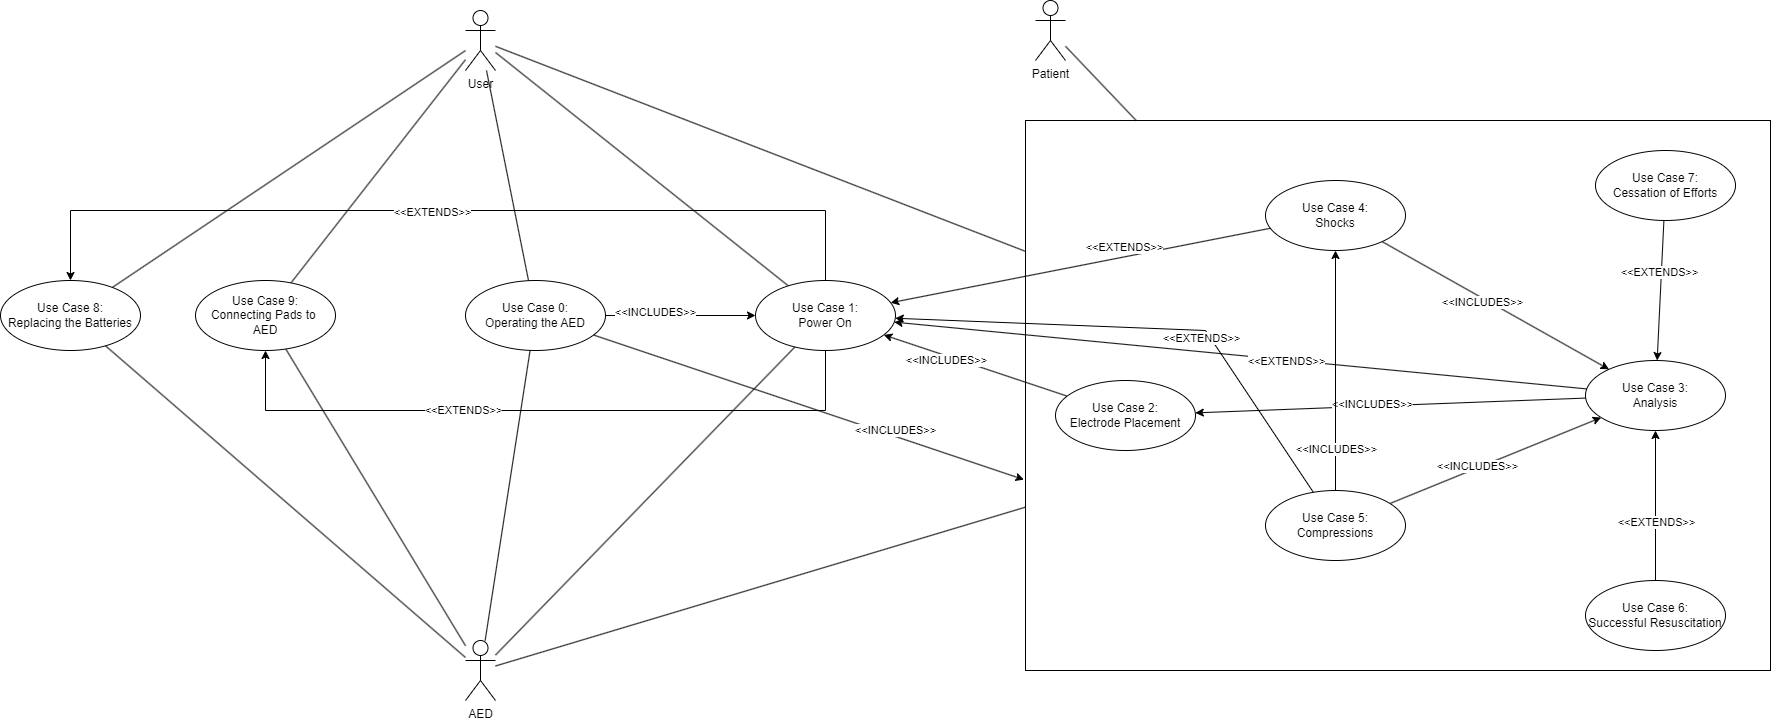 User
Patient
Use Case 7:
Cessation of Efforts
Use Case 4:
Shocks
<<EXTENDS>>
<<EXTENDS>>
<<EXTENDS>>
Use Case 8:
Replacing the Batteries
Use Case 9:
Connecting Pads to
AED
Use Case 0:
Operating the AED
<<INCLUDES>>
Use Case 1:
Power On
<<INCLUDES>>
<<EXTENDS>>
<<INCLUDES>>
<<EXTENDS>>
Use Case 3:
Analysis
<<INCLUDES>>
Use Case 2:
Electrode Placement
<<EXTENDS>>
<<INCLUDES>>
<<INCLUDES>>
<<INCLUDES>>
Use Case 5:
Compressions
<<EXTENDS>>
Use Case 6:
Successful Resuscitation
AED